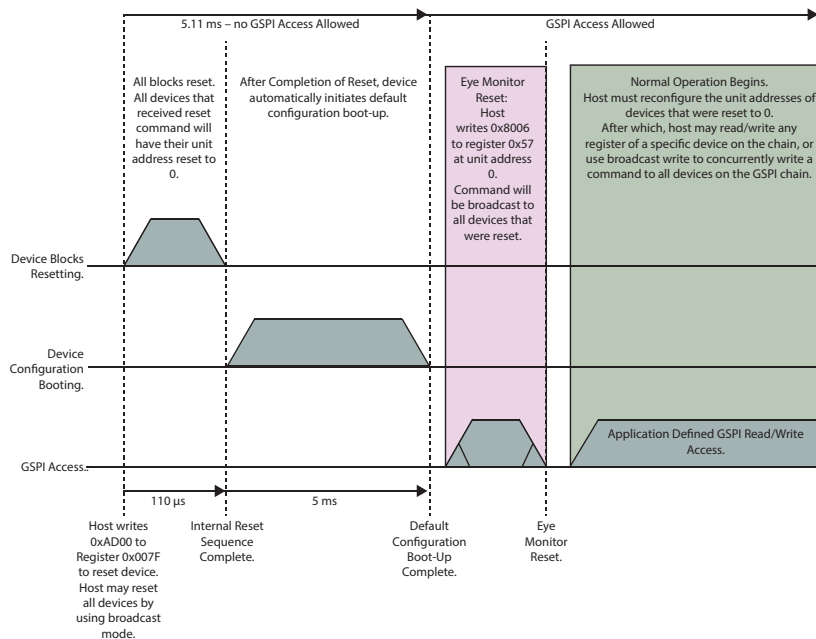 5.11 ms – no GSPI Access Allowed
GSPI Access Allowed
All blocks reset.
All devices that
received reset
command will
have their unit
address reset to
0.
After Completion of Reset, device
automatically initiates default
configuration boot-up.
Eye Monitor
Reset:
Host
writes 0x8006
to register 0x57
at unit address
0.
Command will
be broadcast to
all devices that
were reset.
Normal Operation Begins.
Host must reconfigure the unit addresses of
devices that were reset to 0.
After which, host may read/write any
register of a specific device on the chain, or
use broadcast write to concurrently write a
command to all devices on the GSPI chain.
Device Blocks
Resetting.
Device
Configuration
Booting.
Application Defined GSPI Read/Write
Access.
GSPI Access.
110 μs
5 ms
Host writes
0xAD00 to
Register 0x007F
to reset device.
Host may reset
all devices by
using broadcast
mode.
Internal Reset
Sequence
Complete.
Default
Configuration
Boot-Up
Complete.
Eye
Monitor
Reset.